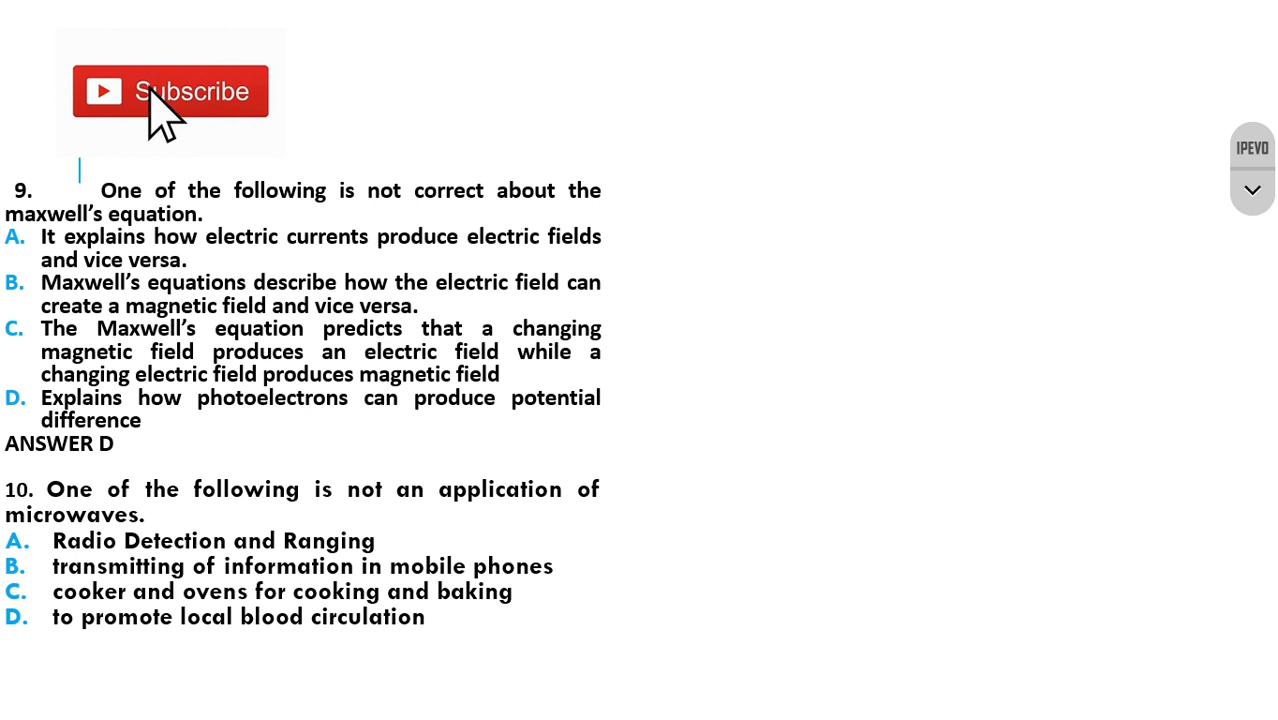 Subscribe
IPEVO
9. One of the following is not correct about the
maxwell's equation.
A. It explains how electric currents produce electric fields
and vice versa.
B. Maxwell's equations describe how the electric field can
create a magnetic field and vice versa.
C. The Maxwell's equation predicts that a changing
magnetic field produces an electric field while a
changing electric field produces magnetic field
D. Explains how photoelectrons can produce potential
difference
ANSWER D
10. One of the following is not an application of
microwaves.
A. Radio Detection and Ranging
B. transmitting of information in mobile phones
C. cooker and ovens for cooking and baking
D. to promote local blood circulation